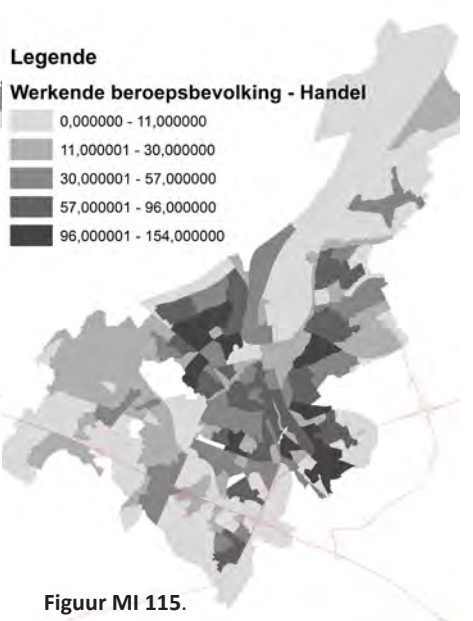 Legende
Werkende beroepsbevolking - Handel
0,000000 - 11,000000
11,000001 - 30,000000
30,000001 - 57,000000
57,000001 - 96,000000
96,000001 - 154,000000
Figuur MI 115.